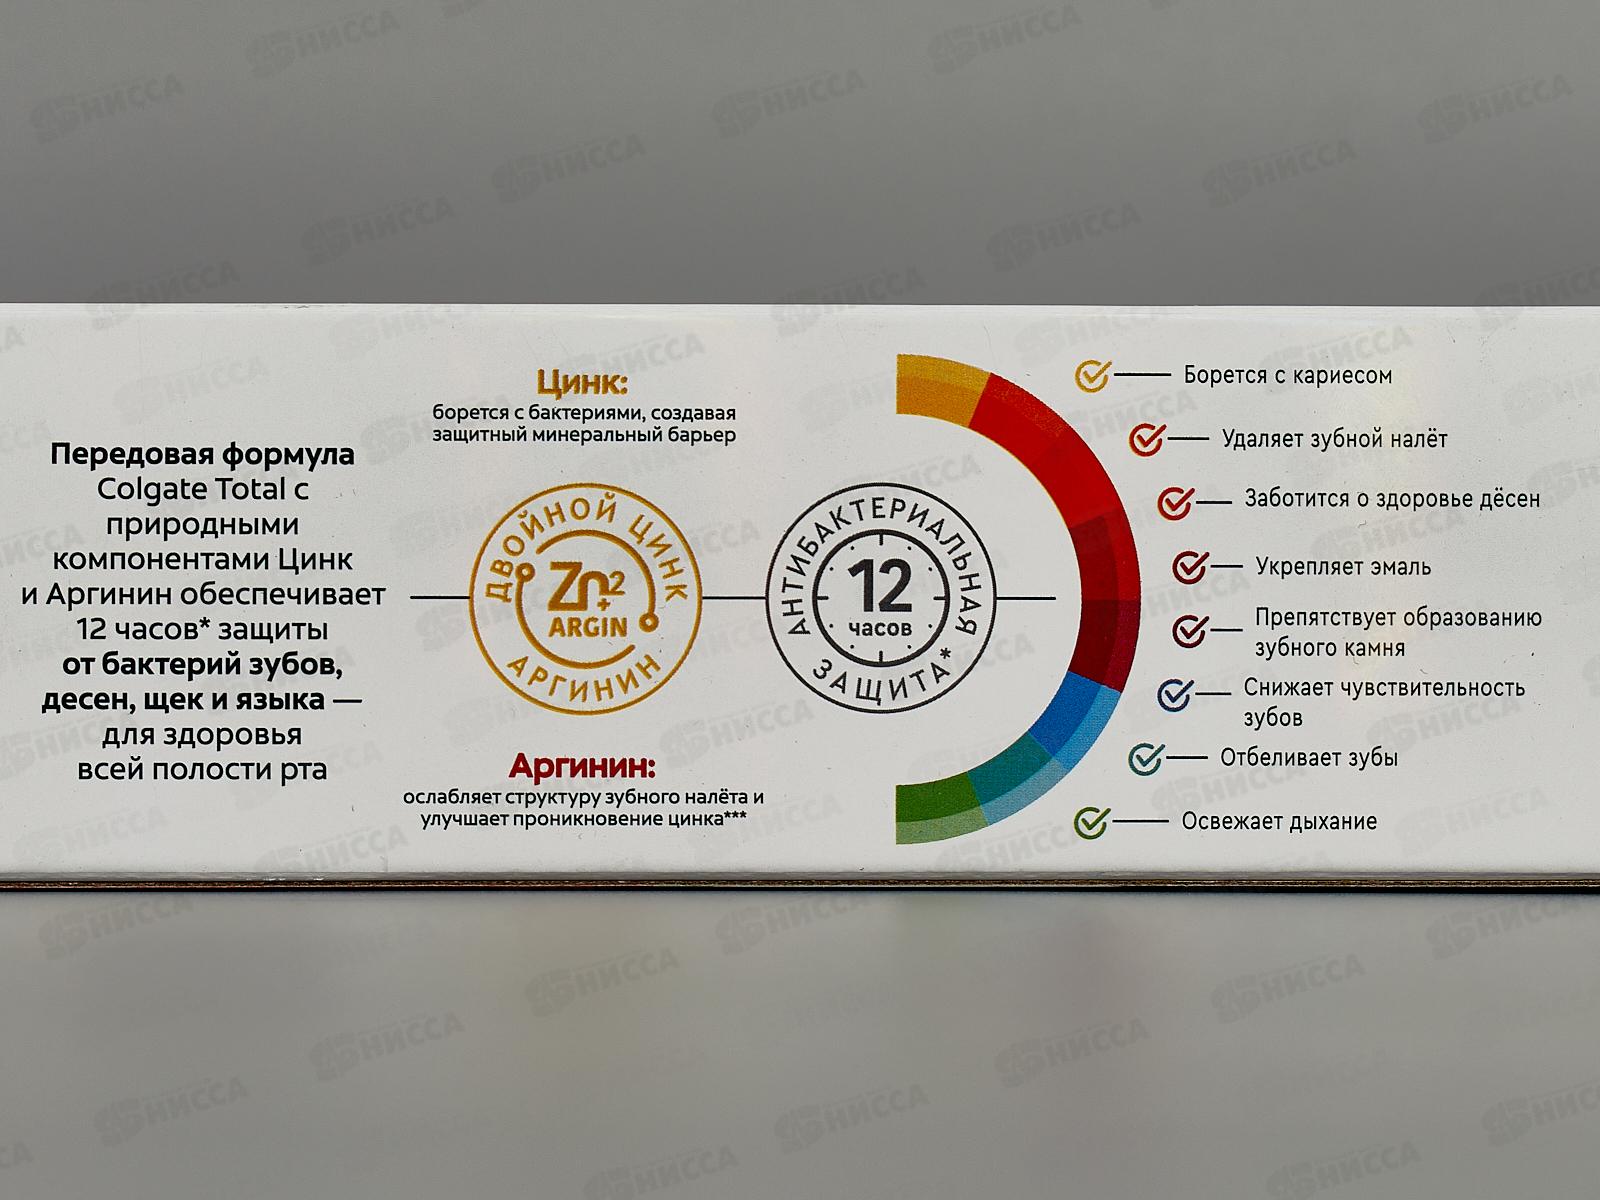 Передовая формула
Colgate Total с
природными
компонентами Цинк
и Аргинин обеспечивает
12 часов* защиты
от бактерий зубов,
десен, щек и языка —
для здоровья
всей полости рта
Цинк:
борется с бактериями, создавая
защитный минеральный барьер
ДВОЙНОЙ ЦИНК
Zn+2
ARGIN
АРГИНИН
Аргинин:
ослабляет структуру зубного налёта и
улучшает проникновение цинка***
АНТИБАКТЕРИАЛЬНАЯ
12
часов
ЗАЩИТА*
Борется с кариесом
Удаляет зубной налёт
Заботится о здоровье дёсен
Укрепляет эмаль
Препятствует образованию
зубного камня
Снижает чувствительность
зубов
Отбеливает зубы
Освежает дыхание
НИССА